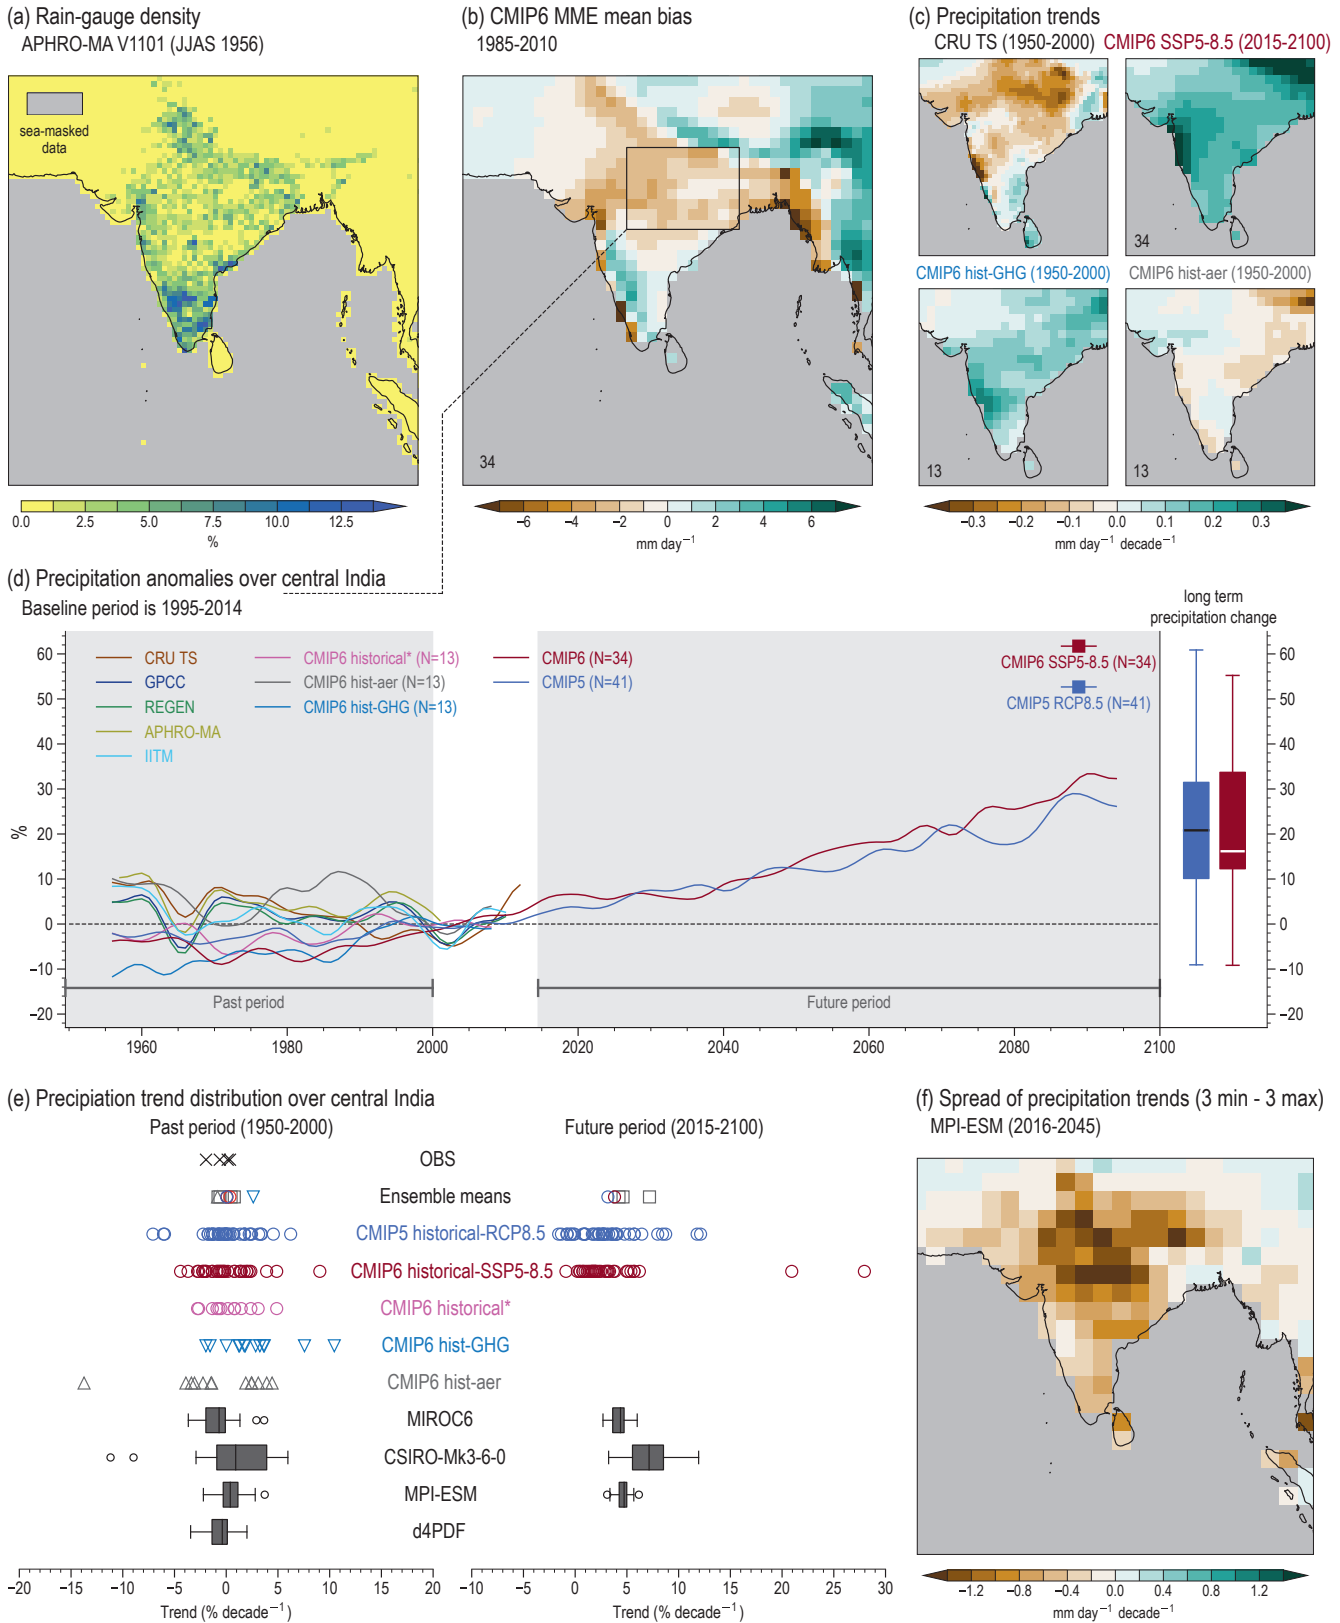 (a) Rain-gauge density
APHRO-MA V1101 (JJAS 1956)
sea-masked
data
0.0 2.5 5.0 7.5 10.0 12.5
%
(b) CMIP6 MME mean bias
1985-2010
34
−6 −4 −2 0 2 4 6
mm day−1
(c) Precipitation trends
CRU TS (1950-2000) CMIP6 SSP5-8.5 (2015-2100)
34
CMIP6 hist-GHG (1950-2000) CMIP6 hist-aer (1950-2000)
13 13
−0.3 −0.2 −0.1 0.0 0.1 0.2 0.3
mm day−1 decade−1
(d) Precipitation anomalies over central India
Baseline period is 1995-2014
long term
precipitation change
CRU TS
GPCC
REGEN
APHRO-MA
IITM
CMIP6 historical* (N=13)
CMIP6 hist-aer (N=13)
CMIP6 hist-GHG (N=13)
CMIP6 (N=34)
CMIP5 (N=41)
CMIP6 SSP5-8.5 (N=34)
CMIP5 RCP8.5 (N=41)
60 60
50 50
40 40
30 30
20 20
10 10
0 0
−10 −10
−20 −20
%
Past period Future period
1960 1980 2000 2020 2040 2060 2080 2100
(e) Precipiation trend distribution over central India
Past period (1950-2000) Future period (2015-2100)
OBS
Ensemble means
CMIP5 historical-RCP8.5
CMIP6 historical-SSP5-8.5
CMIP6 historical*
CMIP6 hist-GHG
CMIP6 hist-aer
MIROC6
CSIRO-Mk3-6-0
MPI-ESM
d4PDF
−20 −15 −10 −5 0 5 10 15 20
Trend (% decade−1)
−10 −5 0 5 10 15 20 25 30
Trend (% decade−1)
(f) Spread of precipitation trends (3 min - 3 max)
MPI-ESM (2016-2045)
−1.2 −0.8 −0.4 0.0 0.4 0.8 1.2
mm day−1 decade−1